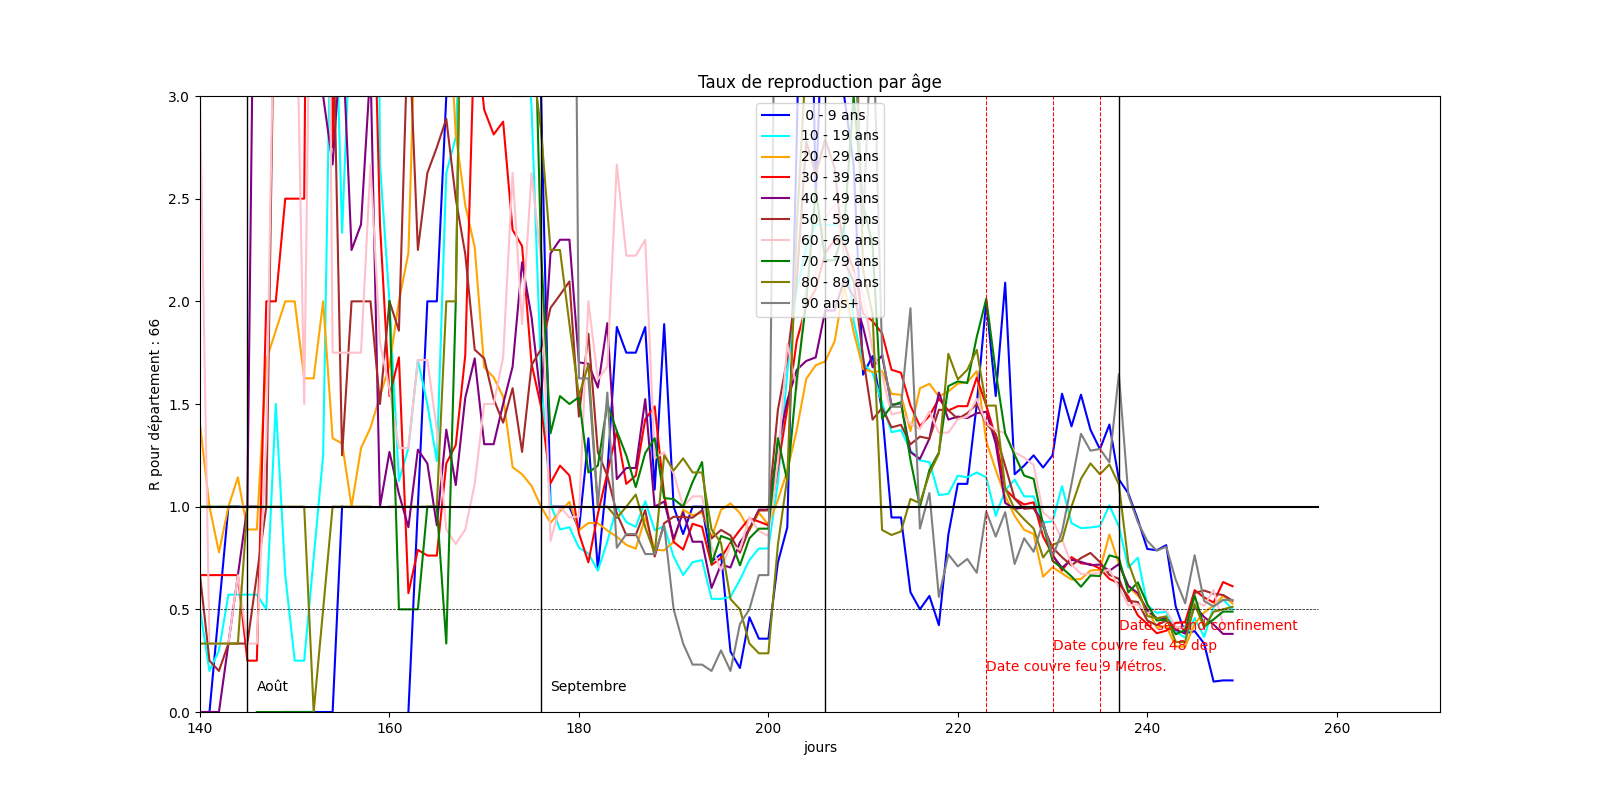 Taux de reproduction par âge
R pour département : 66
3.0
2.5
2.0
1.5
1.0
0.5
0.0
0 - 9 ans
10 - 19 ans
20 - 29 ans
30 - 39 ans
40 - 49 ans
50 - 59 ans
60 - 69 ans
70 - 79 ans
80 - 89 ans
90 ans+
Date second confinement
Date couvre feu 48 dep
Date couvre feu 9 Métros.
Août
Septembre
140 160 180 200 220 240 260
jours